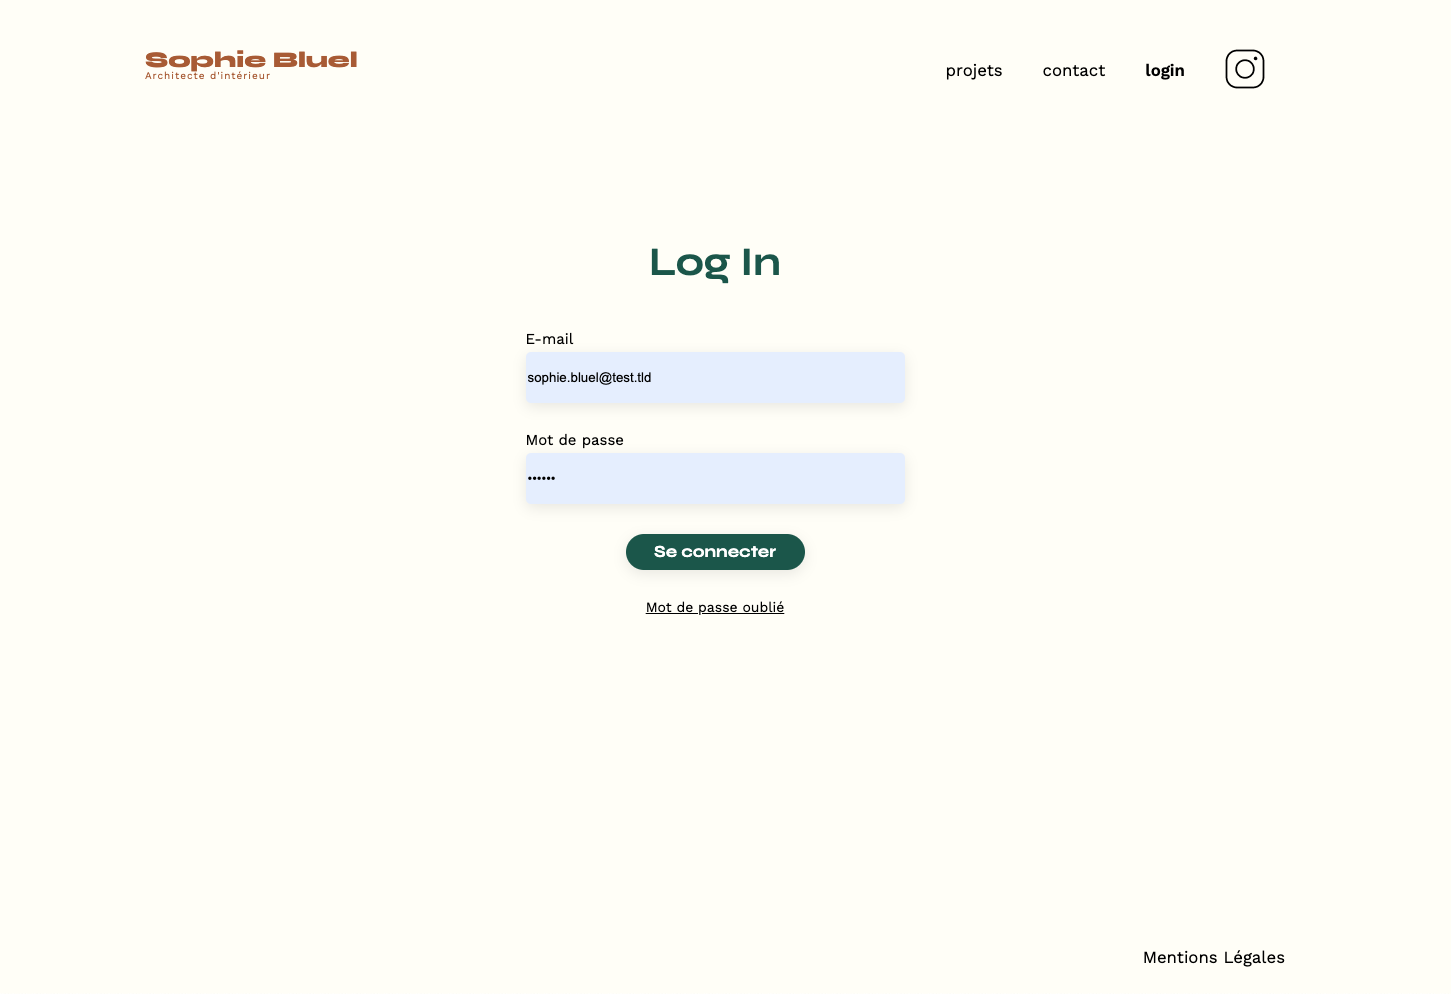 Sophie Bluel
Architecte d'intérieur
projets
contact
login
Log In
E-mail
sophie.bluel@test.tld
Mot de passe
••••••
Se connecter
Mot de passe oublié
Mentions Légales